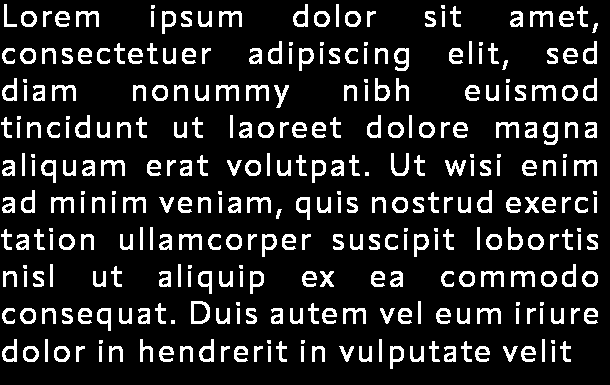 Lorem ipsum dolor sit amet,
consectetuer adipiscing elit, sed
diam nonummy nibh euismod
tincidunt ut laoreet dolore magna
aliquam erat volutpat. Ut wisi enim
ad minim veniam, quis nostrud exerci
tation ullamcorper suscipit lobortis
nisl ut aliquip ex ea commodo
consequat. Duis autem vel eum iriure
dolor in hendrerit in vulputate velit